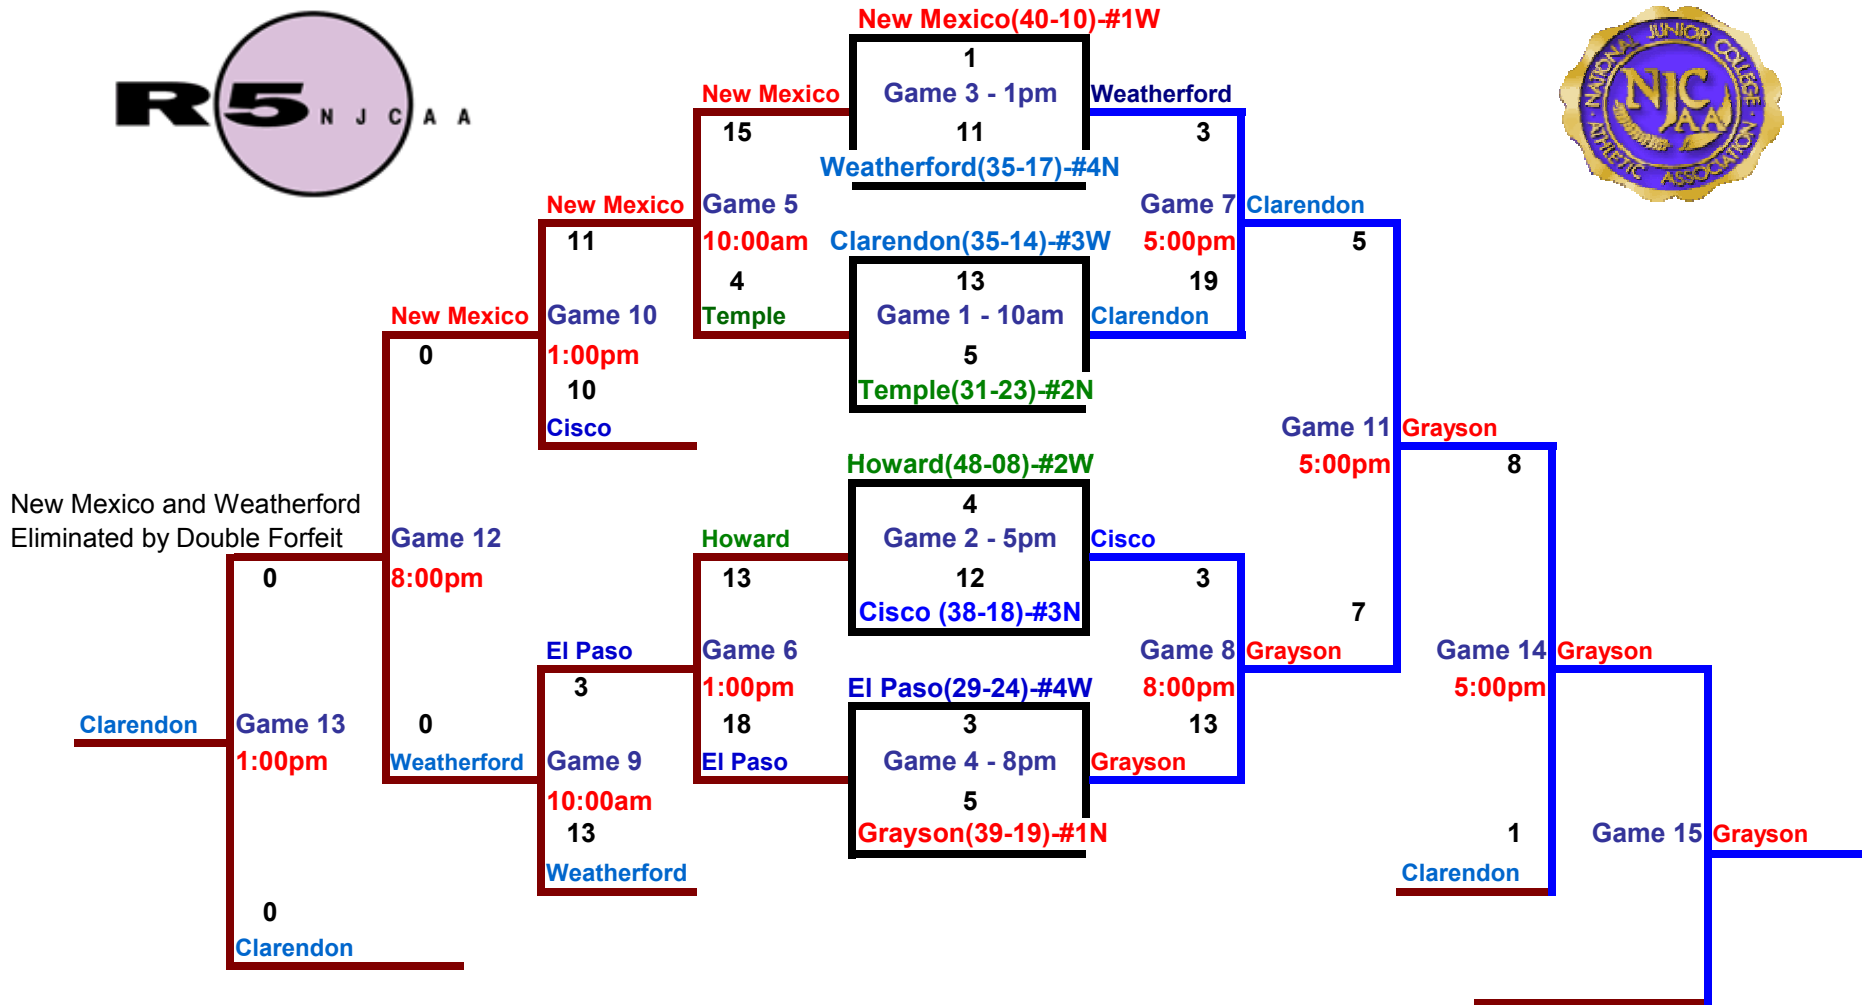 New Mexico(40-10)-#1W
1
New Mexico
Game 3 - 1pm
Weatherford
15
11
3
Weatherford(35-17)-#4N
R5 NJCAA
NATIONAL JUNIOR COLLEGE ATHLETIC ASSOCIATION
NJCAA
New Mexico
Game 5
Game 7
Clarendon
11
10:00am
Clarendon(35-14)-#3W
5:00pm
5
4
13
19
New Mexico
Game 10
Temple
Game 1 - 10am
Clarendon
0
1:00pm
5
10
Temple(31-23)-#2N
Cisco
Game 11
Grayson
Howard(48-08)-#2W
5:00pm
8
New Mexico and Weatherford
4
Eliminated by Double Forfeit
Game 12
Howard
Game 2 - 5pm
Cisco
0
8:00pm
13
12
3
Cisco (38-18)-#3N
7
El Paso
Game 6
Game 8
Grayson
Game 14
Grayson
3
1:00pm
El Paso(29-24)-#4W
8:00pm
5:00pm
Clarendon
Game 13
0
18
3
13
1:00pm
Weatherford
Game 9
El Paso
Game 4 - 8pm
Grayson
10:00am
5
13
Grayson(39-19)-#1N
1
Game 15
Grayson
Weatherford
Clarendon
0
Clarendon